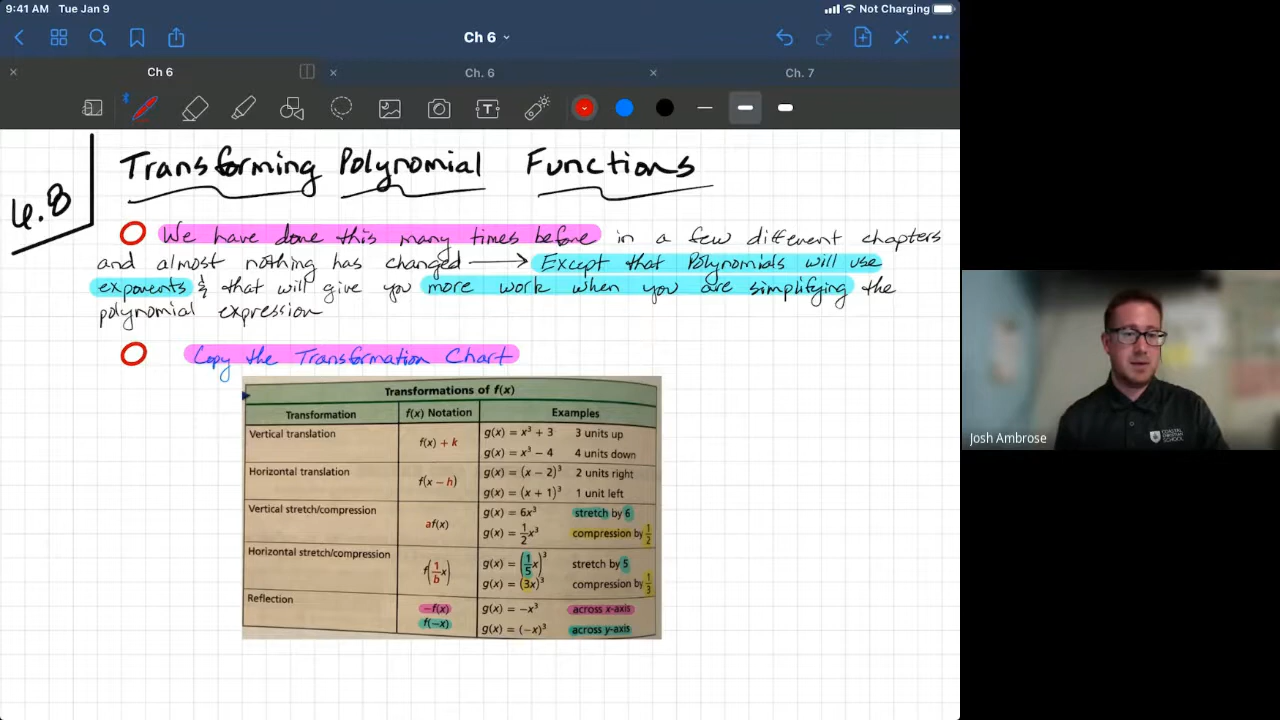 9:41 AM Tue Jan 9
Not Charging
Ch 6
Ch 6
Ch. 6
Ch. 7
6.8
Transforming Polynomial Functions
We have done this many times before in a few different chapters
and almost nothing has changed → Except that Polynomials will use
exponents & that will give you more work when you are simplifying the
polynomial expression
Copy the Transformation Chart
Transformations of f(x)
Transformation f(x) Notation Examples
Vertical translation f(x) + k g(x) = x³ + 3 3 units up
g(x) = x³ − 4 4 units down
Horizontal translation f(x − h) g(x) = (x − 2)³ 2 units right
g(x) = (x + 1)³ 1 unit left
Vertical stretch/compression af(x) g(x) = 6x³ stretch by 6
g(x) = 1/2x³ compression by 1/2
Horizontal stretch/compression f(1/b x) g(x) = (1/5 x)³ stretch by 5
g(x) = (3x)³ compression by 1/3
Reflection −f(x) g(x) = −x³ across x-axis
f(−x) g(x) = (−x)³ across y-axis
Josh Ambrose
COASTAL
CHRISTIAN
SCHOOL